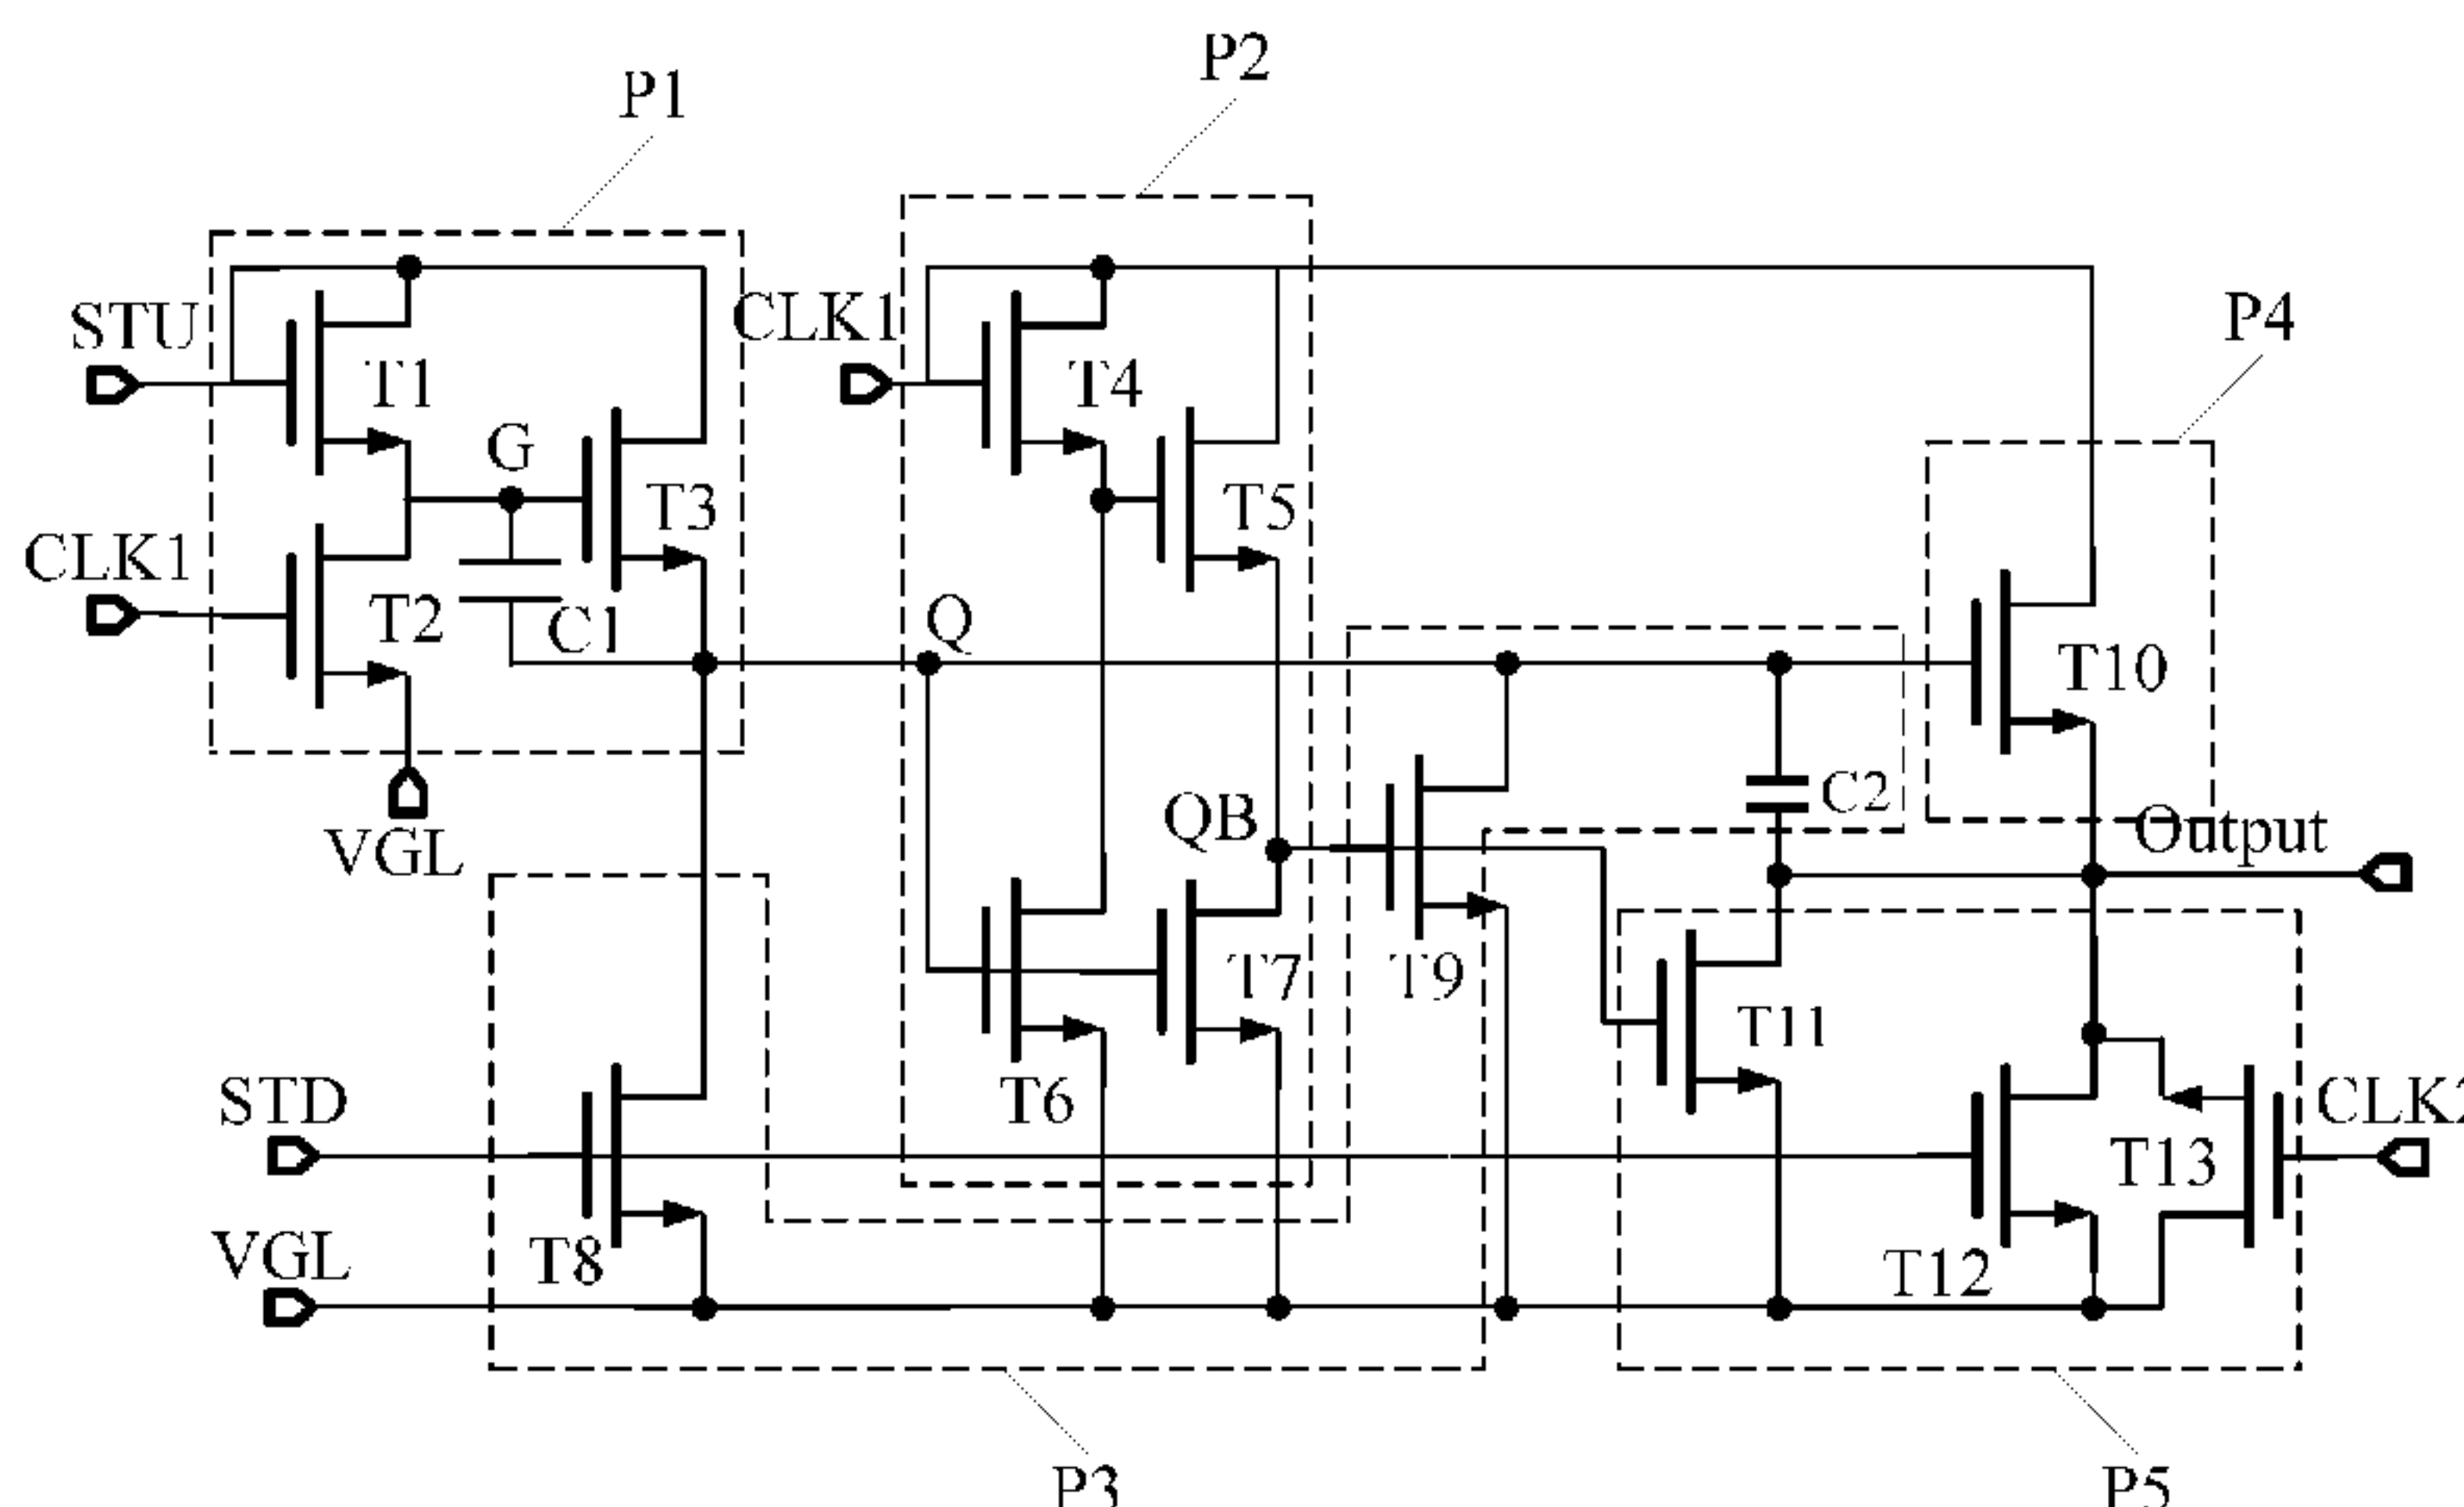 P2
P1
STU
CLK1
P4
T1
T4
G
T3
T5
CLK1
T2
C1
Q
T10
C2
QB
Output
VGL
T9
T7
T11
STD
T6
T13
T12
VGL
T8
P3
P5